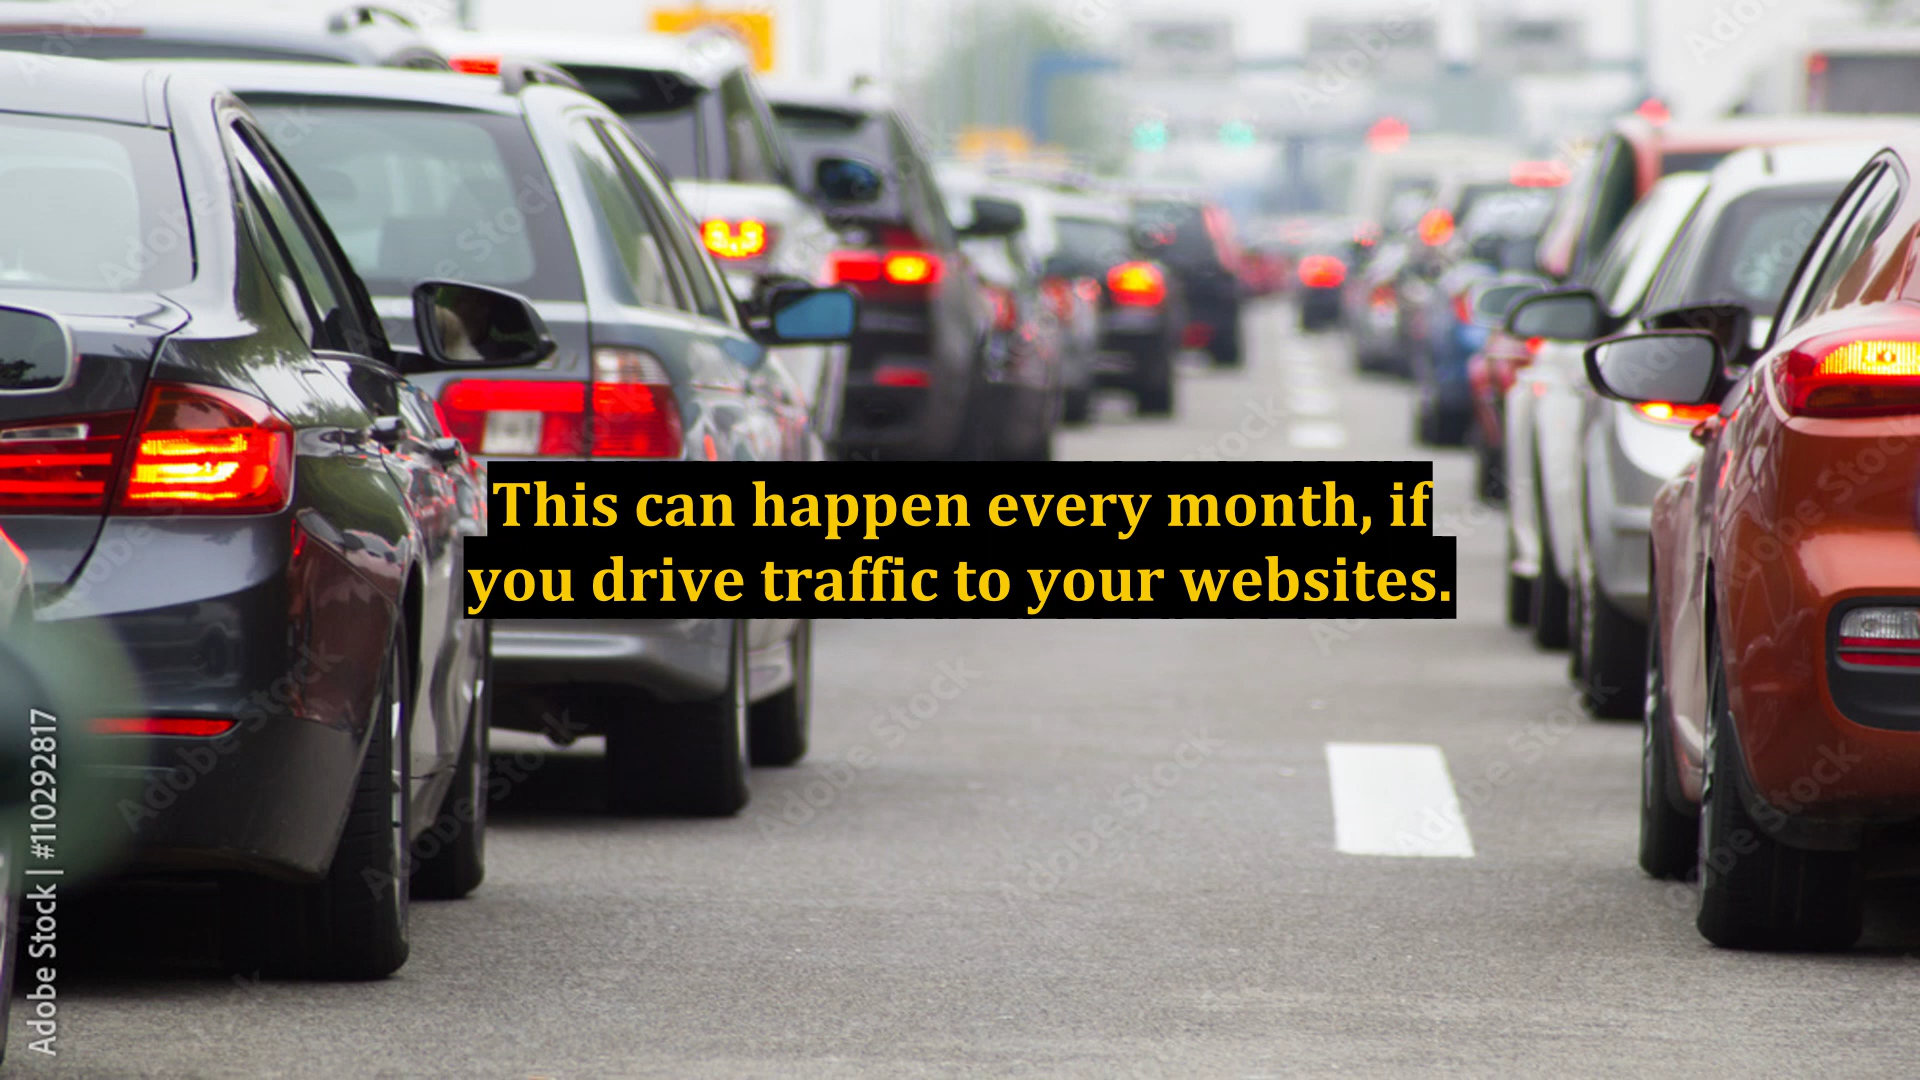 This can happen every month, if
you drive traffic to your websites.
Adobe Stock | #110292817